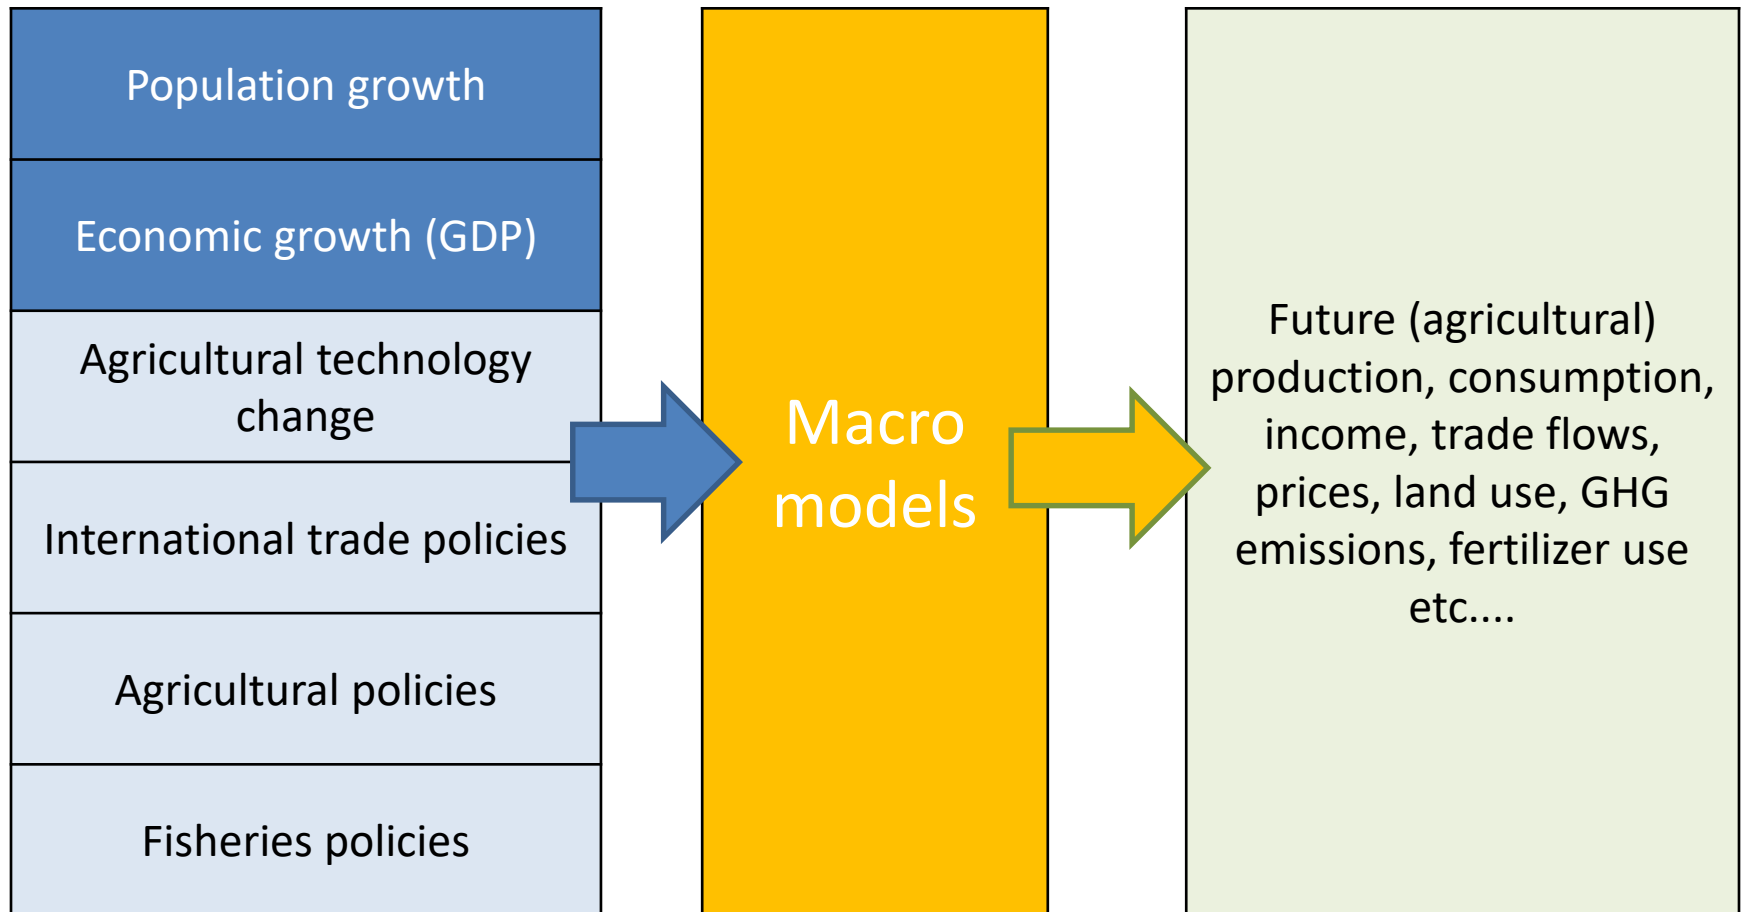 Population growth
Economic growth (GDP)
Agricultural technology
change
International trade policies
Agricultural policies
Fisheries policies
Macro
models
Future (agricultural)
production, consumption,
income, trade flows,
prices, land use, GHG
emissions, fertilizer use
etc....